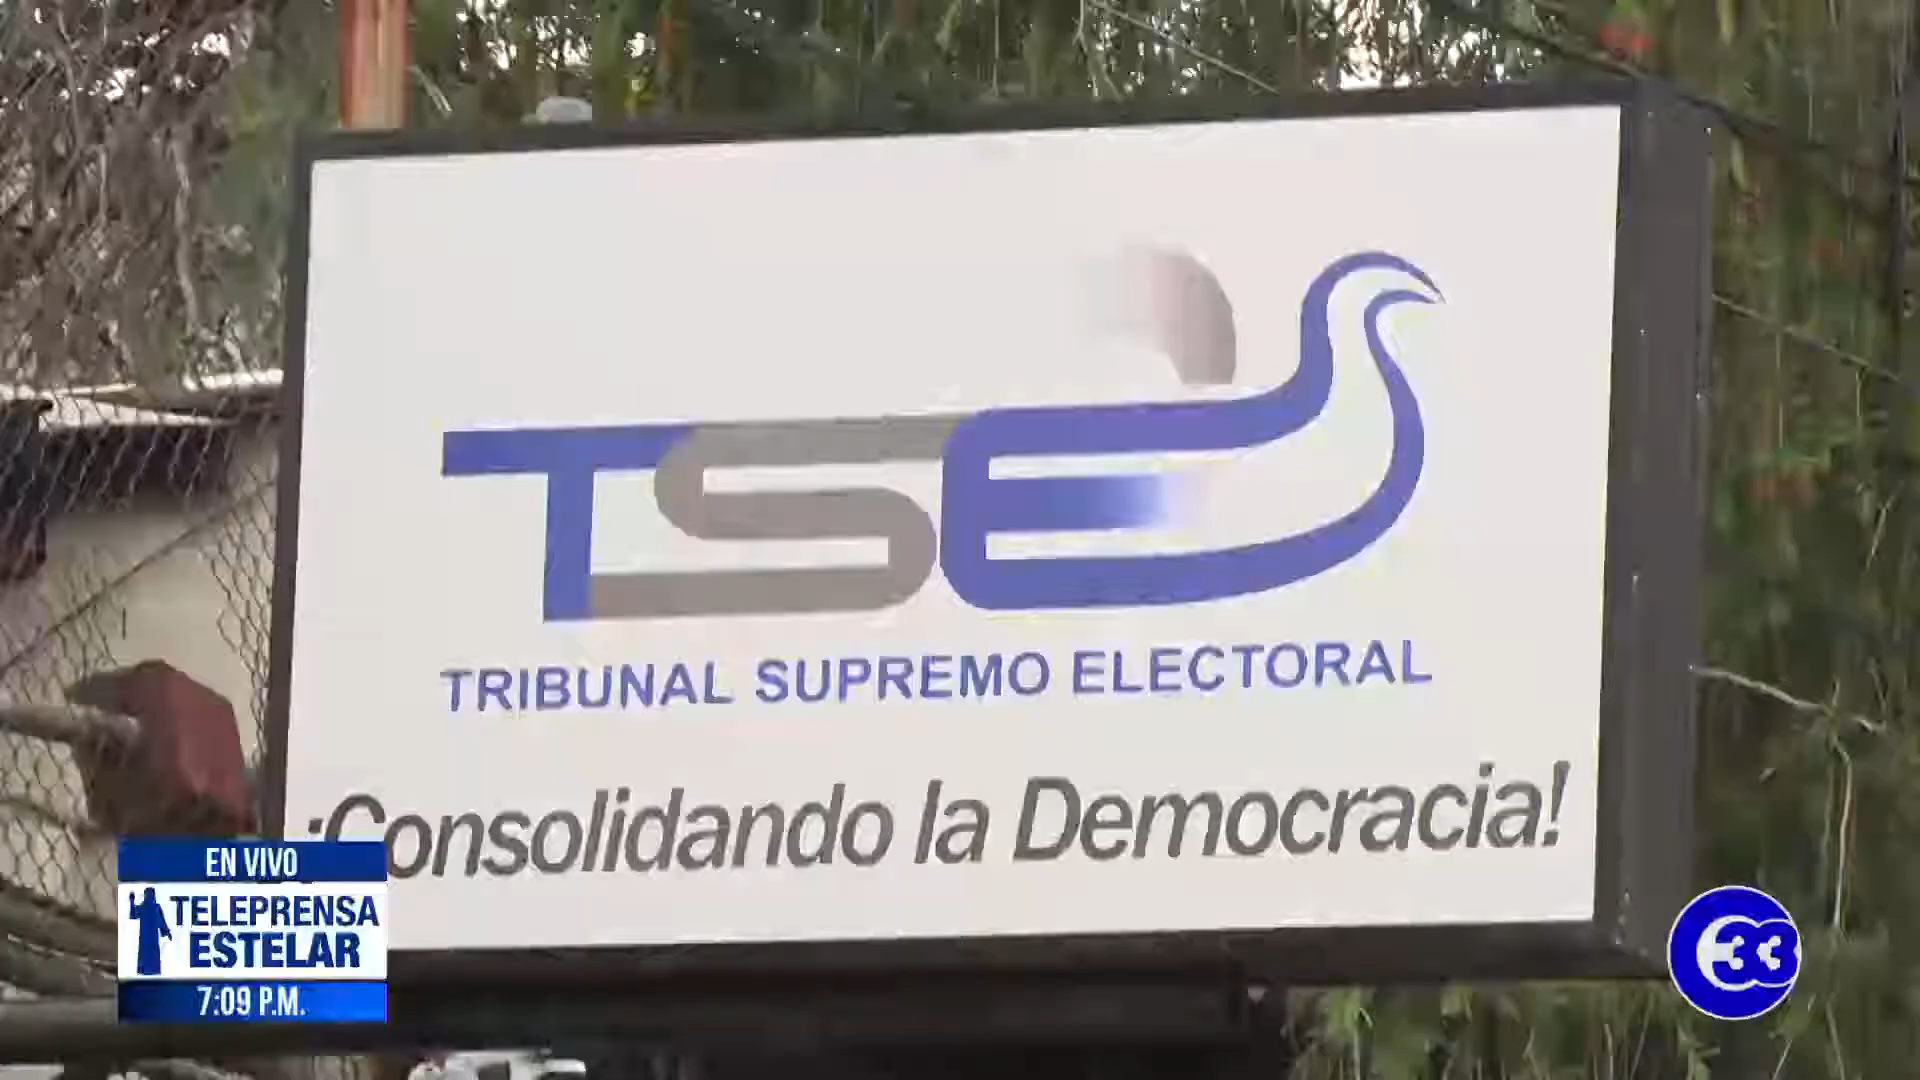 TSE
TRIBUNAL SUPREMO ELECTORAL
¡Consolidando la Democracia!
EN VIVO
TELEPRENSA
ESTELAR
7:09 P.M.
33